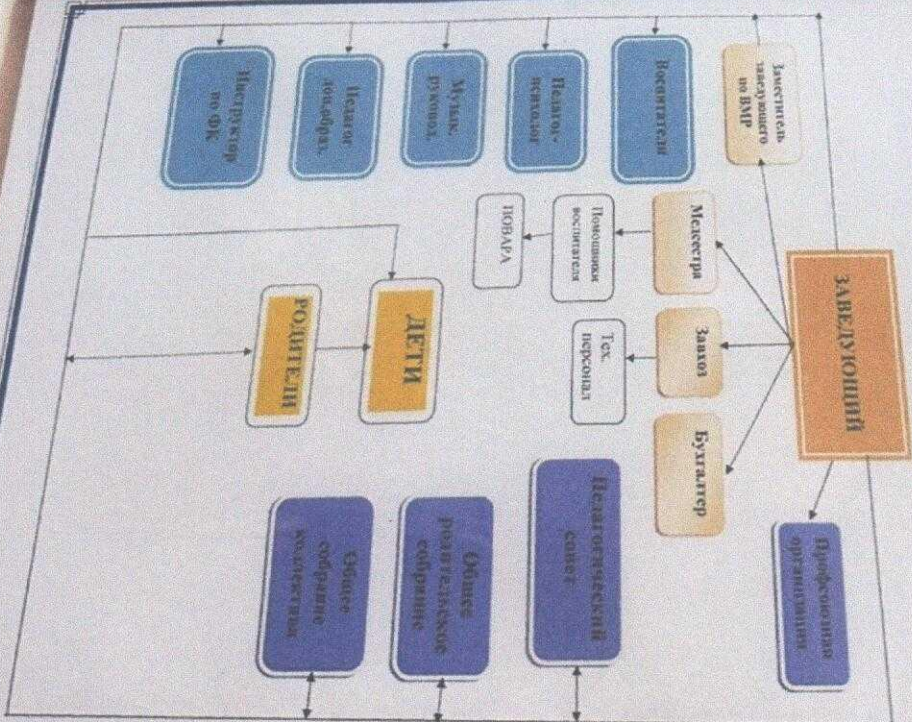 ЗАВЕДУЮЩИЙ
Заместитель
заведующего
по ВМР
Медсестра
Завхоз
Бухгалтер
Профсоюзная
организация
Воспитатели
Помощники
воспитателя
Тех.
персонал
Педагогический
совет
Педагог-
психолог
ПОВАРА
Музык.
руковод.
ДЕТИ
Общее
родительское
собрание
Педагог
доп.образ.
РОДИТЕЛИ
Общее
собрание
коллектива
Инструктор
по ФК